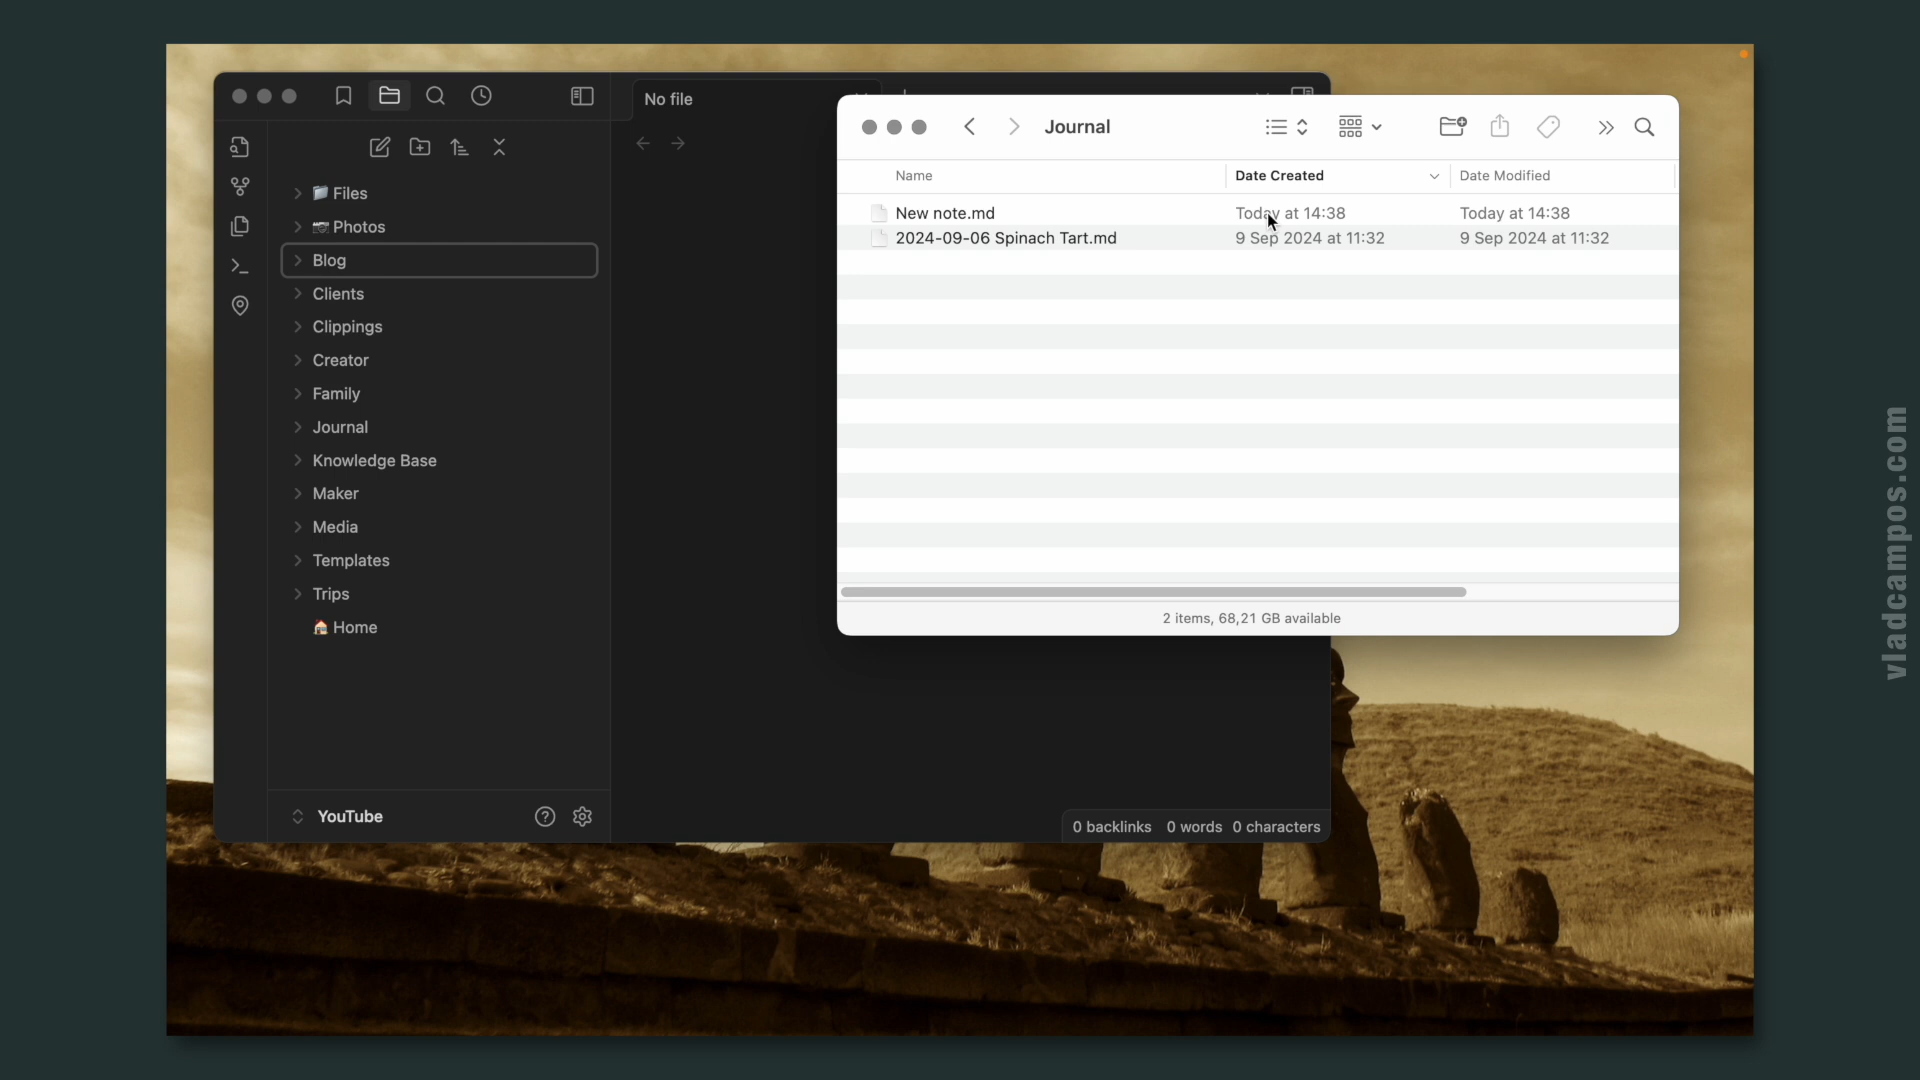 No file
Files
Photos
Blog
Clients
Clippings
Creator
Family
Journal
Knowledge Base
Maker
Media
Templates
Trips
Home
YouTube
0 backlinks 0 words 0 characters
Journal
Name Date Created Date Modified
New note.md Today at 14:38 Today at 14:38
2024-09-06 Spinach Tart.md 9 Sep 2024 at 11:32 9 Sep 2024 at 11:32
2 items, 68,21 GB available
vladcampos.com